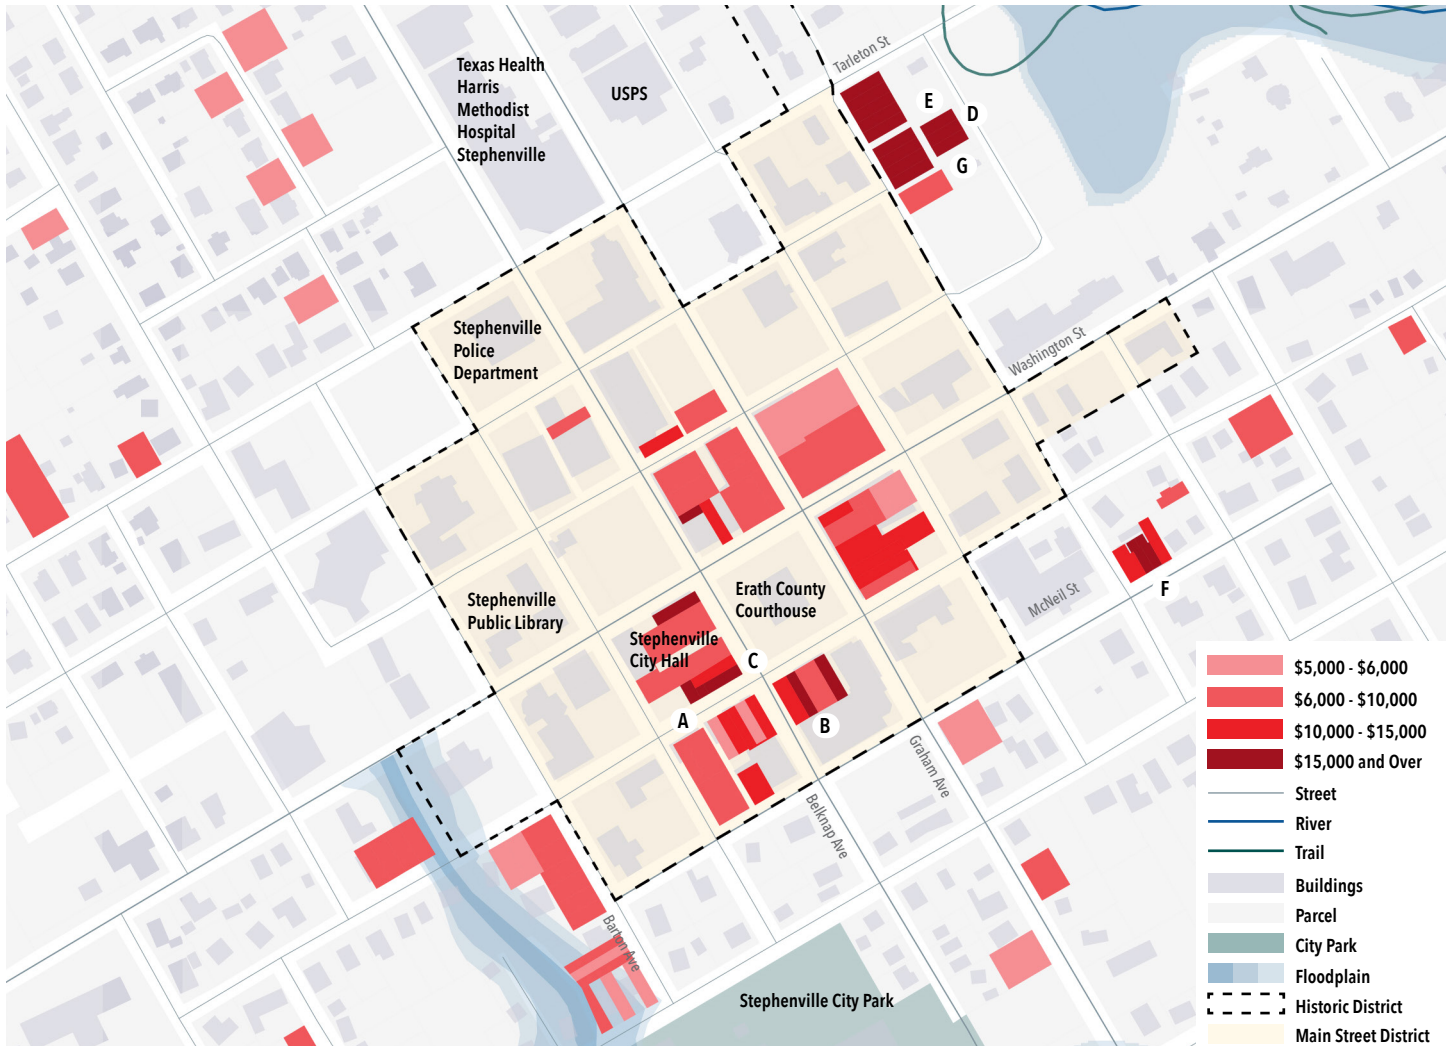 Texas Health
Harris
Methodist
Hospital
Stephenville
USPS
Tarleton St
E
D
G
Stephenville
Police
Department
Washington St
Stephenville
Public Library
Erath County
Courthouse
McNeil St
F
Stephenville
City Hall
C
A
B
Graham Ave
Belknap Ave
Barton Ave
Stephenville City Park
$5,000 - $6,000
$6,000 - $10,000
$10,000 - $15,000
$15,000 and Over
Street
River
Trail
Buildings
Parcel
City Park
Floodplain
Historic District
Main Street District